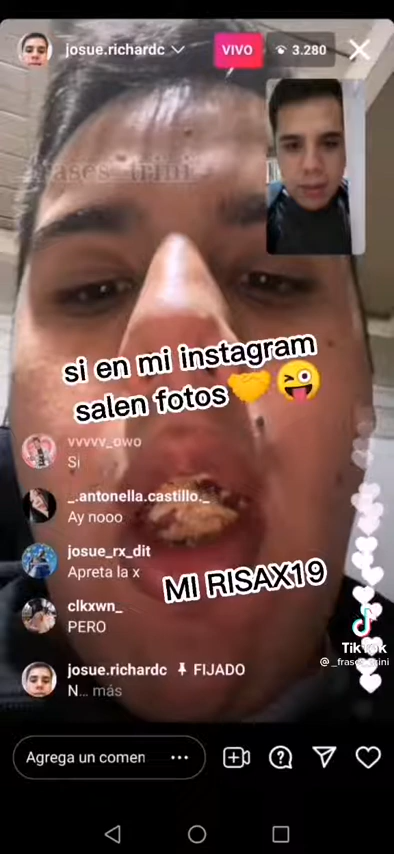 josue.richardc
VIVO
3.280
frases_trini
si en mi instagram
salen fotos
vvvvv_owo
Si
_.antonella.castillo._
Ay nooo
josue_rx_dit
Apreta la x
MI RISAX19
clkxwn_
PERO
josue.richardc FIJADO
N... más
TikTok
@_frases_trini
Agrega un comen